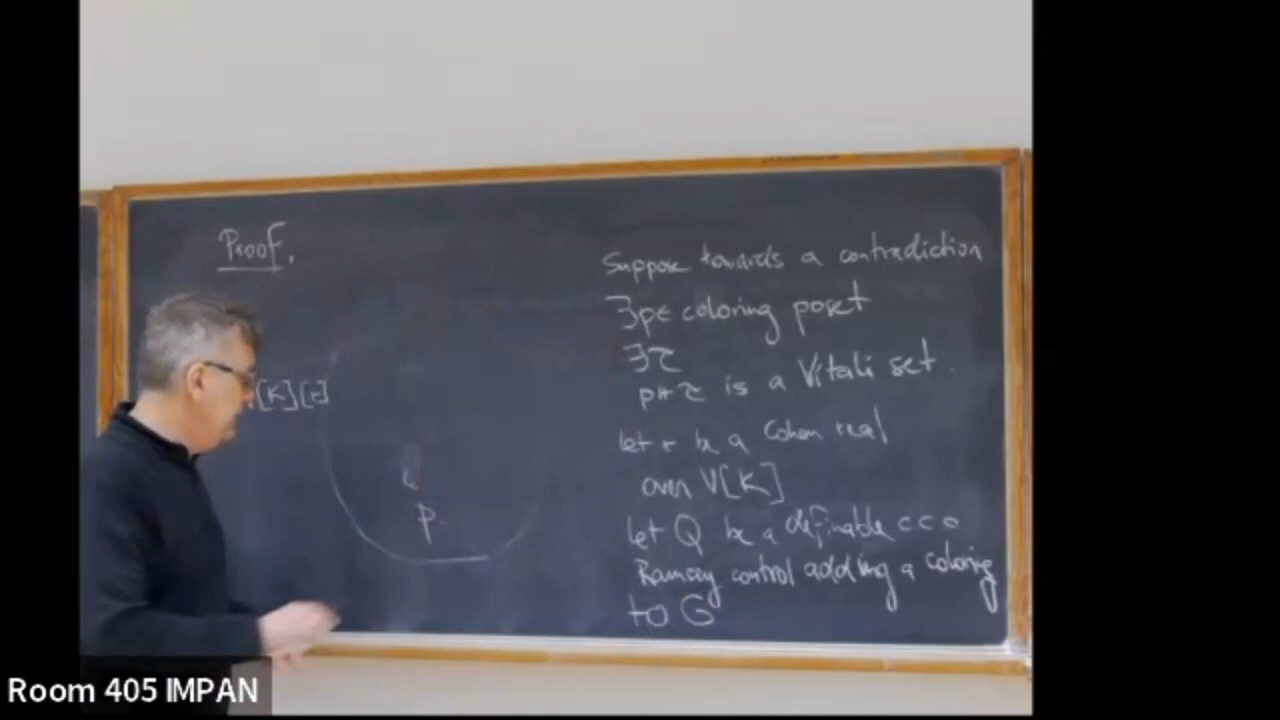 Proof.
[K][r]
p.
Suppose towards a contradiction
∃p∈ coloring poset
∃τ
p⊩τ is a Vitali set.
let r be a Cohen real
over V[K]
let Q be a definable ccc
Ramsey control adding a coloring
to G
Room 405 IMPAN